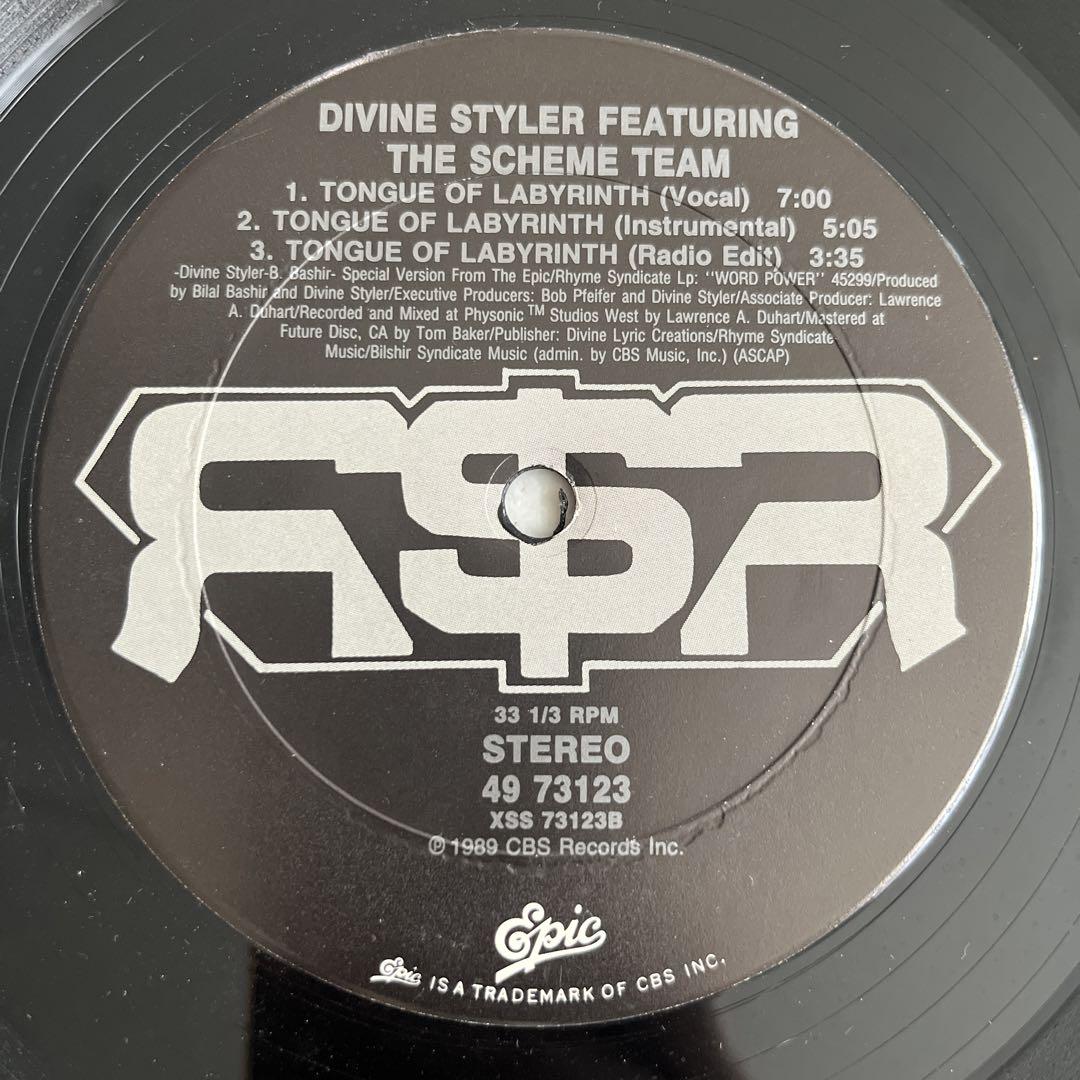 DIVINE STYLER FEATURING
THE SCHEME TEAM
1. TONGUE OF LABYRINTH (Vocal) 7:00
2. TONGUE OF LABYRINTH (Instrumental) 5:05
3. TONGUE OF LABYRINTH (Radio Edit) 3:35
-Divine Styler-B. Bashir- Special Version From The Epic/Rhyme Syndicate Lp: "WORD POWER" 45299/Produced
by Bilal Bashir and Divine Styler/Executive Producers: Bob Pfeifer and Divine Styler/Associate Producer: Lawrence
A. Duhart/Recorded and Mixed at Physonic™ Studios West by Lawrence A. Duhart/Mastered at
Future Disc, CA by Tom Baker/Publisher: Divine Lyric Creations/Rhyme Syndicate
Music/Bilshir Syndicate Music (admin. by CBS Music, Inc.) (ASCAP)
R$R
33 1/3 RPM
STEREO
49 73123
XSS 73123B
℗ 1989 CBS Records Inc.
Epic
Epic IS A TRADEMARK OF CBS INC.